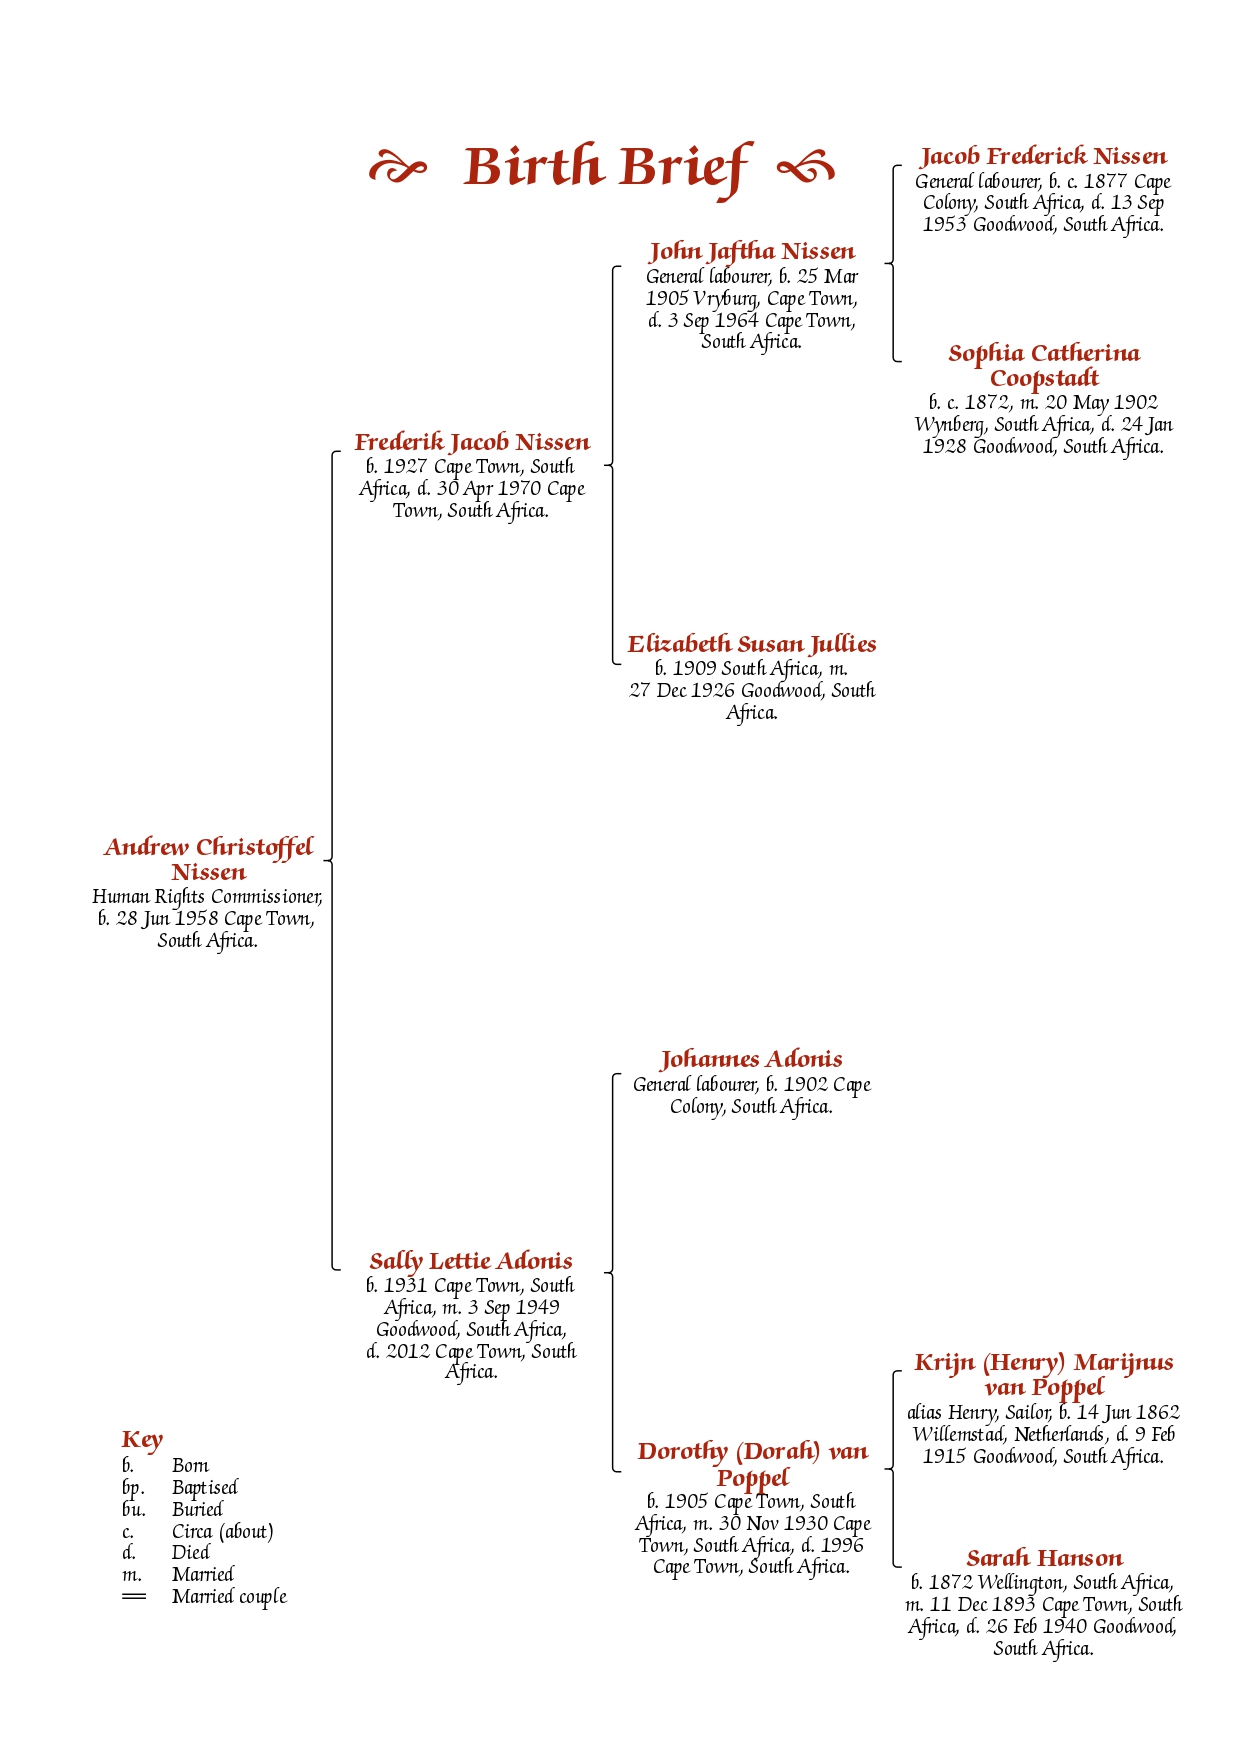 Birth Brief
Jacob Frederick Nissen
General labourer, b. c. 1877 Cape
Colony, South Africa, d. 13 Sep
1953 Goodwood, South Africa.
John Jaftha Nissen
General labourer, b. 25 Mar
1905 Vryburg, Cape Town,
d. 3 Sep 1964 Cape Town,
South Africa.
Sophia Catherina
Coopstadt
b. c. 1872, m. 20 May 1902
Wynberg, South Africa, d. 24 Jan
1928 Goodwood, South Africa.
Frederik Jacob Nissen
b. 1927 Cape Town, South
Africa, d. 30 Apr 1970 Cape
Town, South Africa.
Elizabeth Susan Jullies
b. 1909 South Africa, m.
27 Dec 1926 Goodwood, South
Africa.
Andrew Christoffel
Nissen
Human Rights Commissioner,
b. 28 Jun 1958 Cape Town,
South Africa.
Johannes Adonis
General labourer, b. 1902 Cape
Colony, South Africa.
Sally Lettie Adonis
b. 1931 Cape Town, South
Africa, m. 3 Sep 1949
Goodwood, South Africa,
d. 2012 Cape Town, South
Africa.
Krijn (Henry) Marijnus
van Poppel
alias Henry, Sailor, b. 14 Jun 1862
Willemstad, Netherlands, d. 9 Feb
1915 Goodwood, South Africa.
Dorothy (Dorah) van
Poppel
b. 1905 Cape Town, South
Africa, m. 30 Nov 1930 Cape
Town, South Africa, d. 1996
Cape Town, South Africa.
Sarah Hanson
b. 1872 Wellington, South Africa,
m. 11 Dec 1893 Cape Town, South
Africa, d. 26 Feb 1940 Goodwood,
South Africa.
Key
b. Born
bp. Baptised
bu. Buried
c. Circa (about)
d. Died
m. Married
═ Married couple